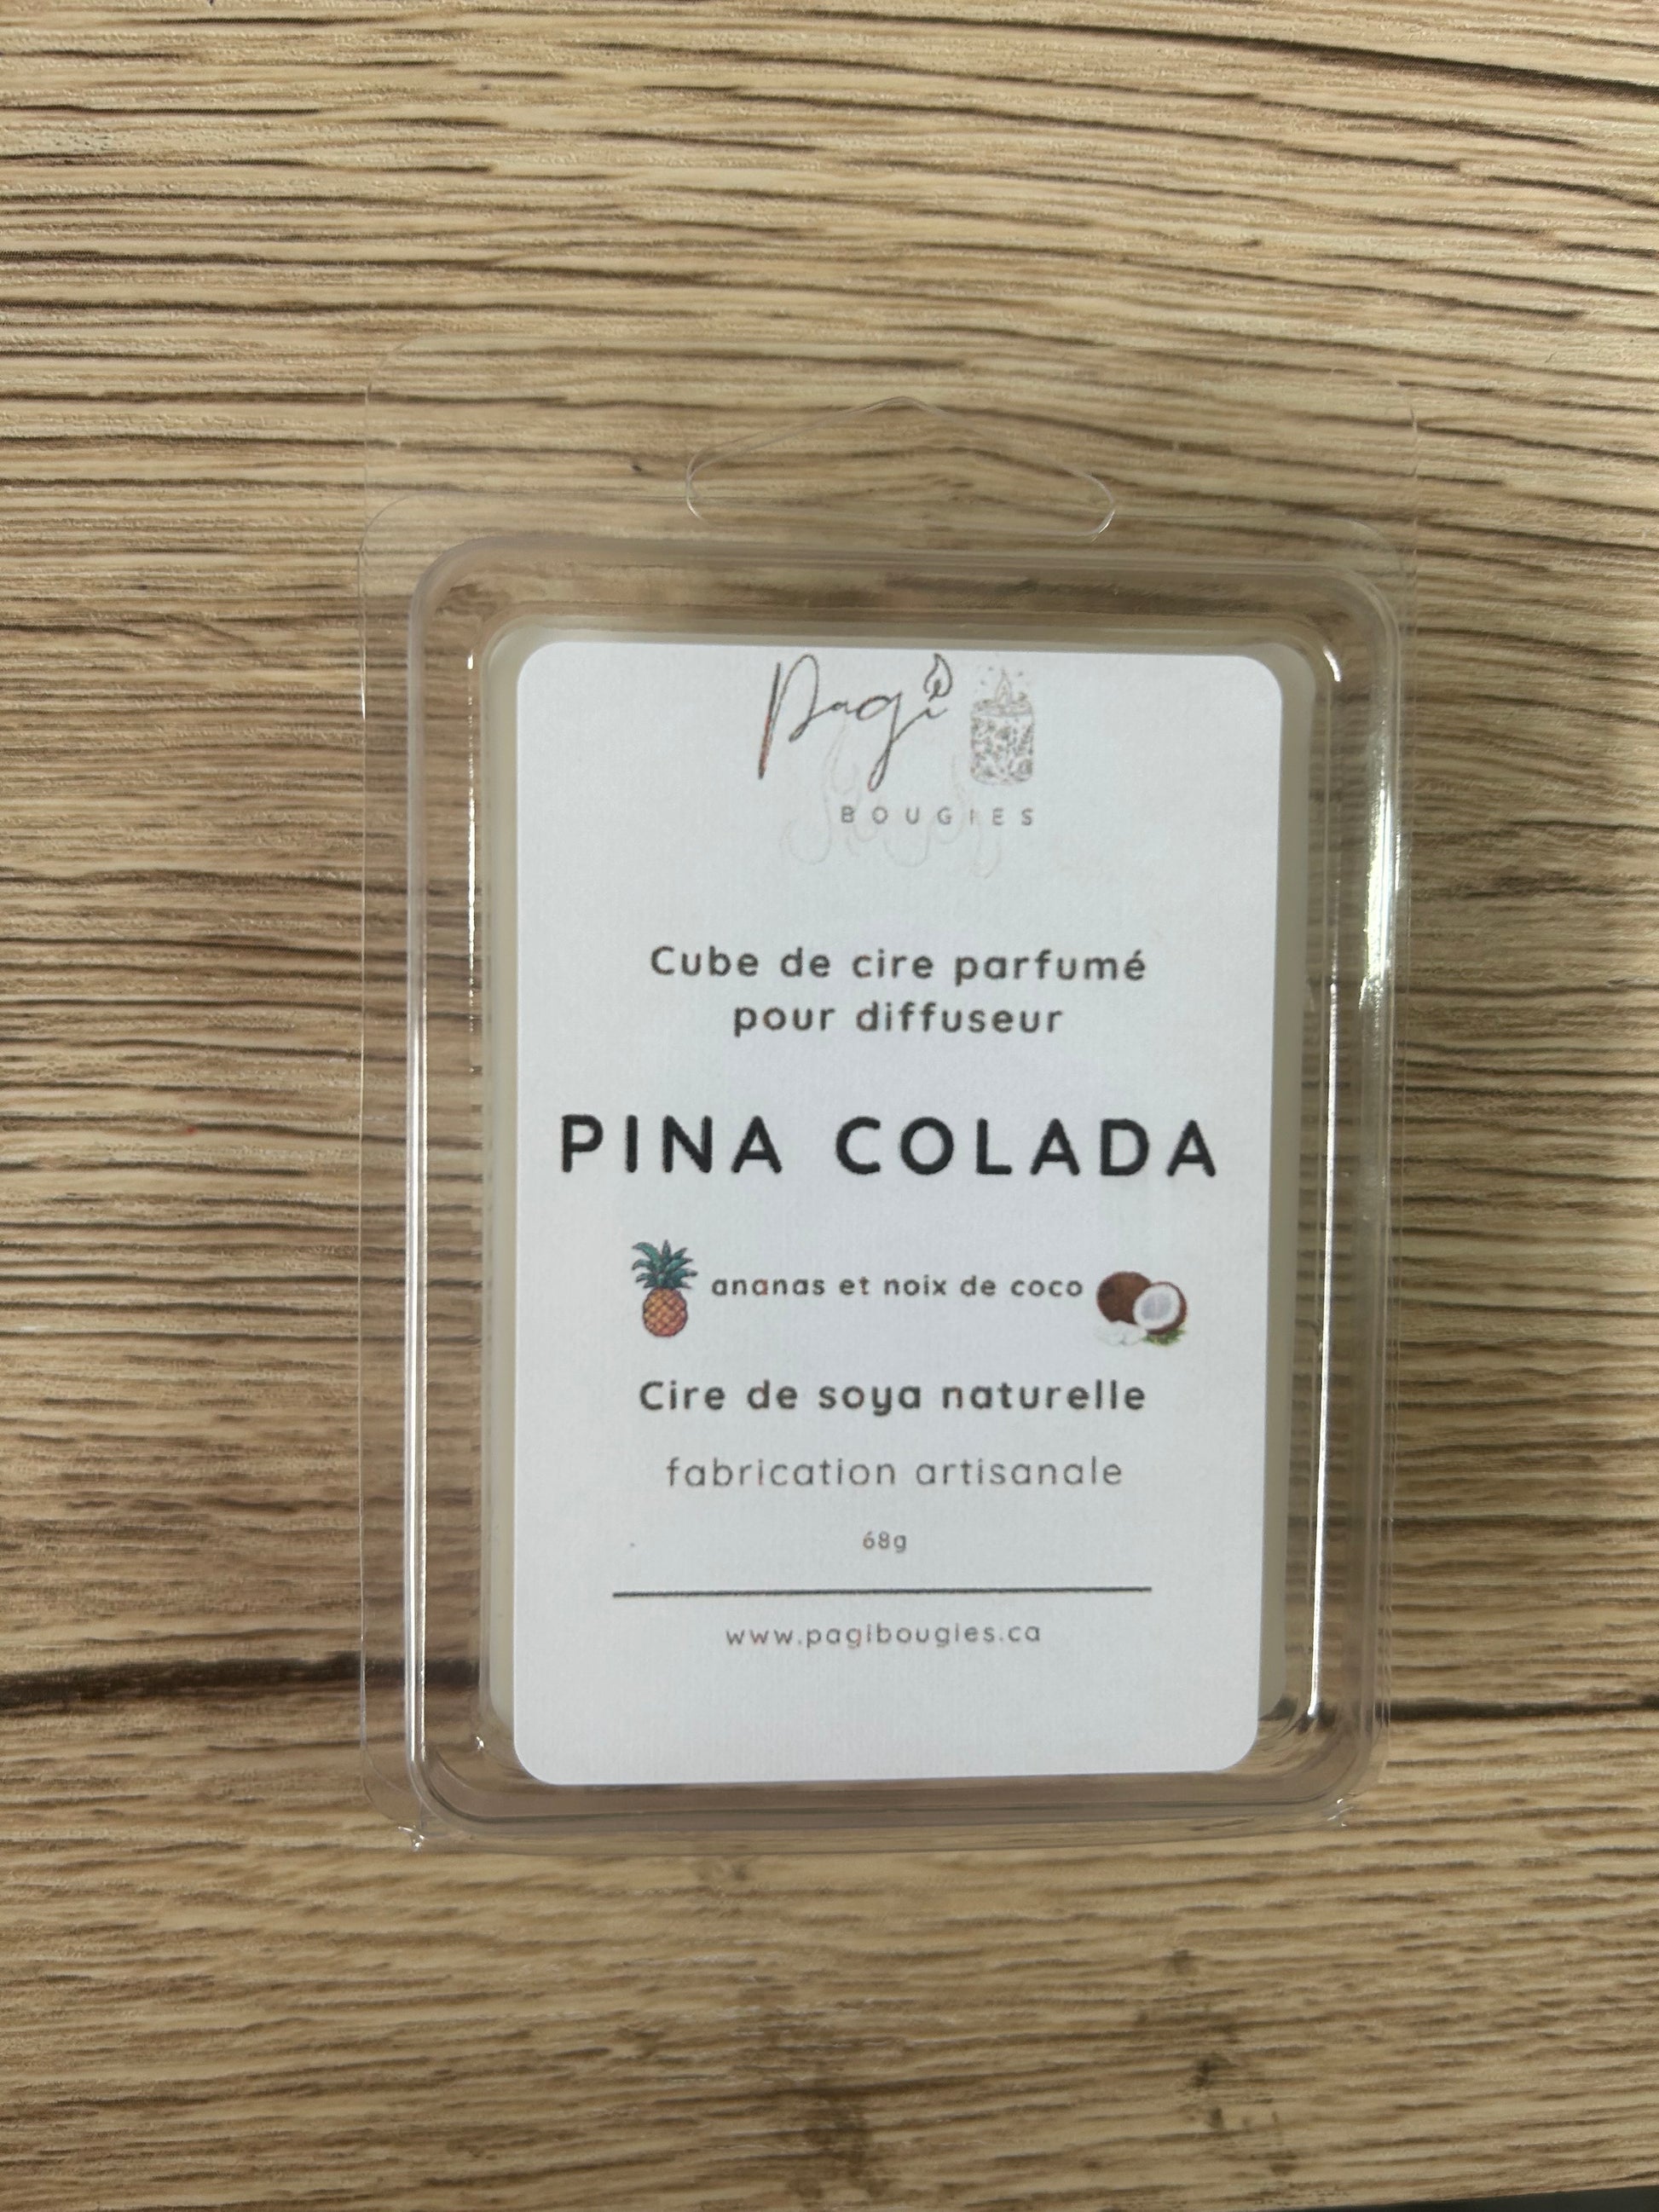 Pagi
BOUGIES
Cube de cire parfumé
pour diffuseur
PINA COLADA
ananas et noix de coco
Cire de soya naturelle
fabrication artisanale
68g
www.pagibougies.ca